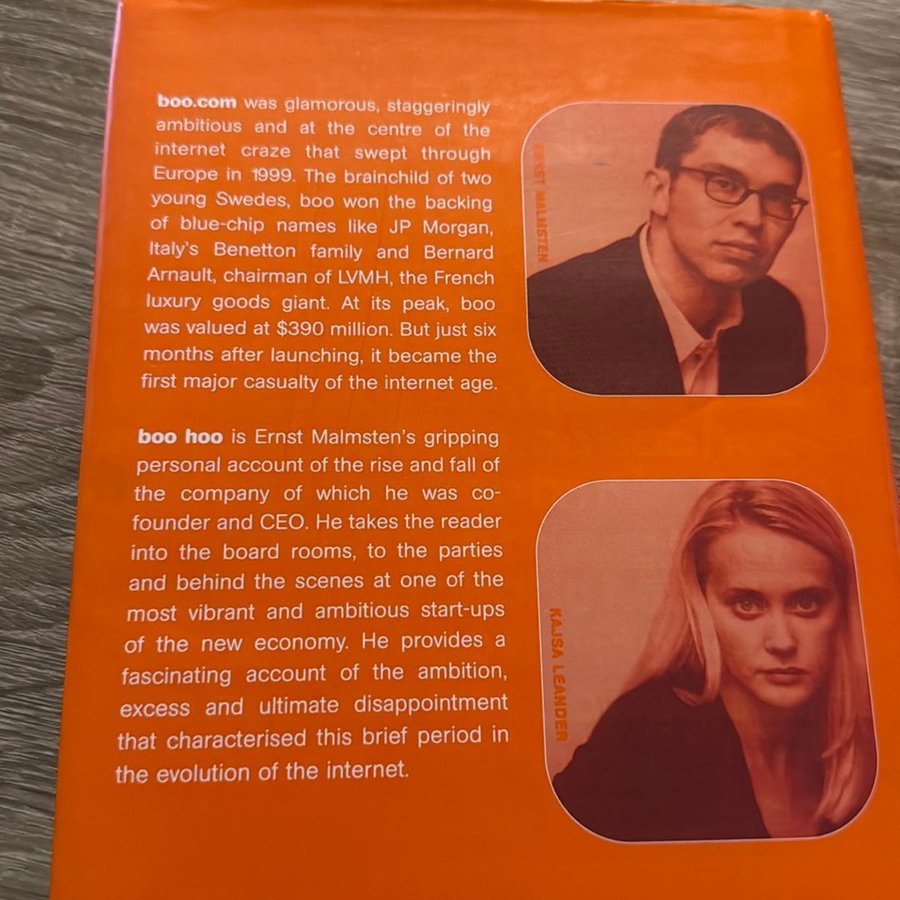 boo.com was glamorous, staggeringly
ambitious and at the centre of the
internet craze that swept through
Europe in 1999. The brainchild of two
young Swedes, boo won the backing
of blue-chip names like JP Morgan,
Italy's Benetton family and Bernard
Arnault, chairman of LVMH, the French
luxury goods giant. At its peak, boo
was valued at $390 million. But just six
months after launching, it became the
first major casualty of the internet age.
boo hoo is Ernst Malmsten's gripping
personal account of the rise and fall of
the company of which he was co-
founder and CEO. He takes the reader
into the board rooms, to the parties
and behind the scenes at one of the
most vibrant and ambitious start-ups
of the new economy. He provides a
fascinating account of the ambition,
excess and ultimate disappointment
that characterised this brief period in
the evolution of the internet.
ERNST MALMSTEN
KAJSA LEANDER